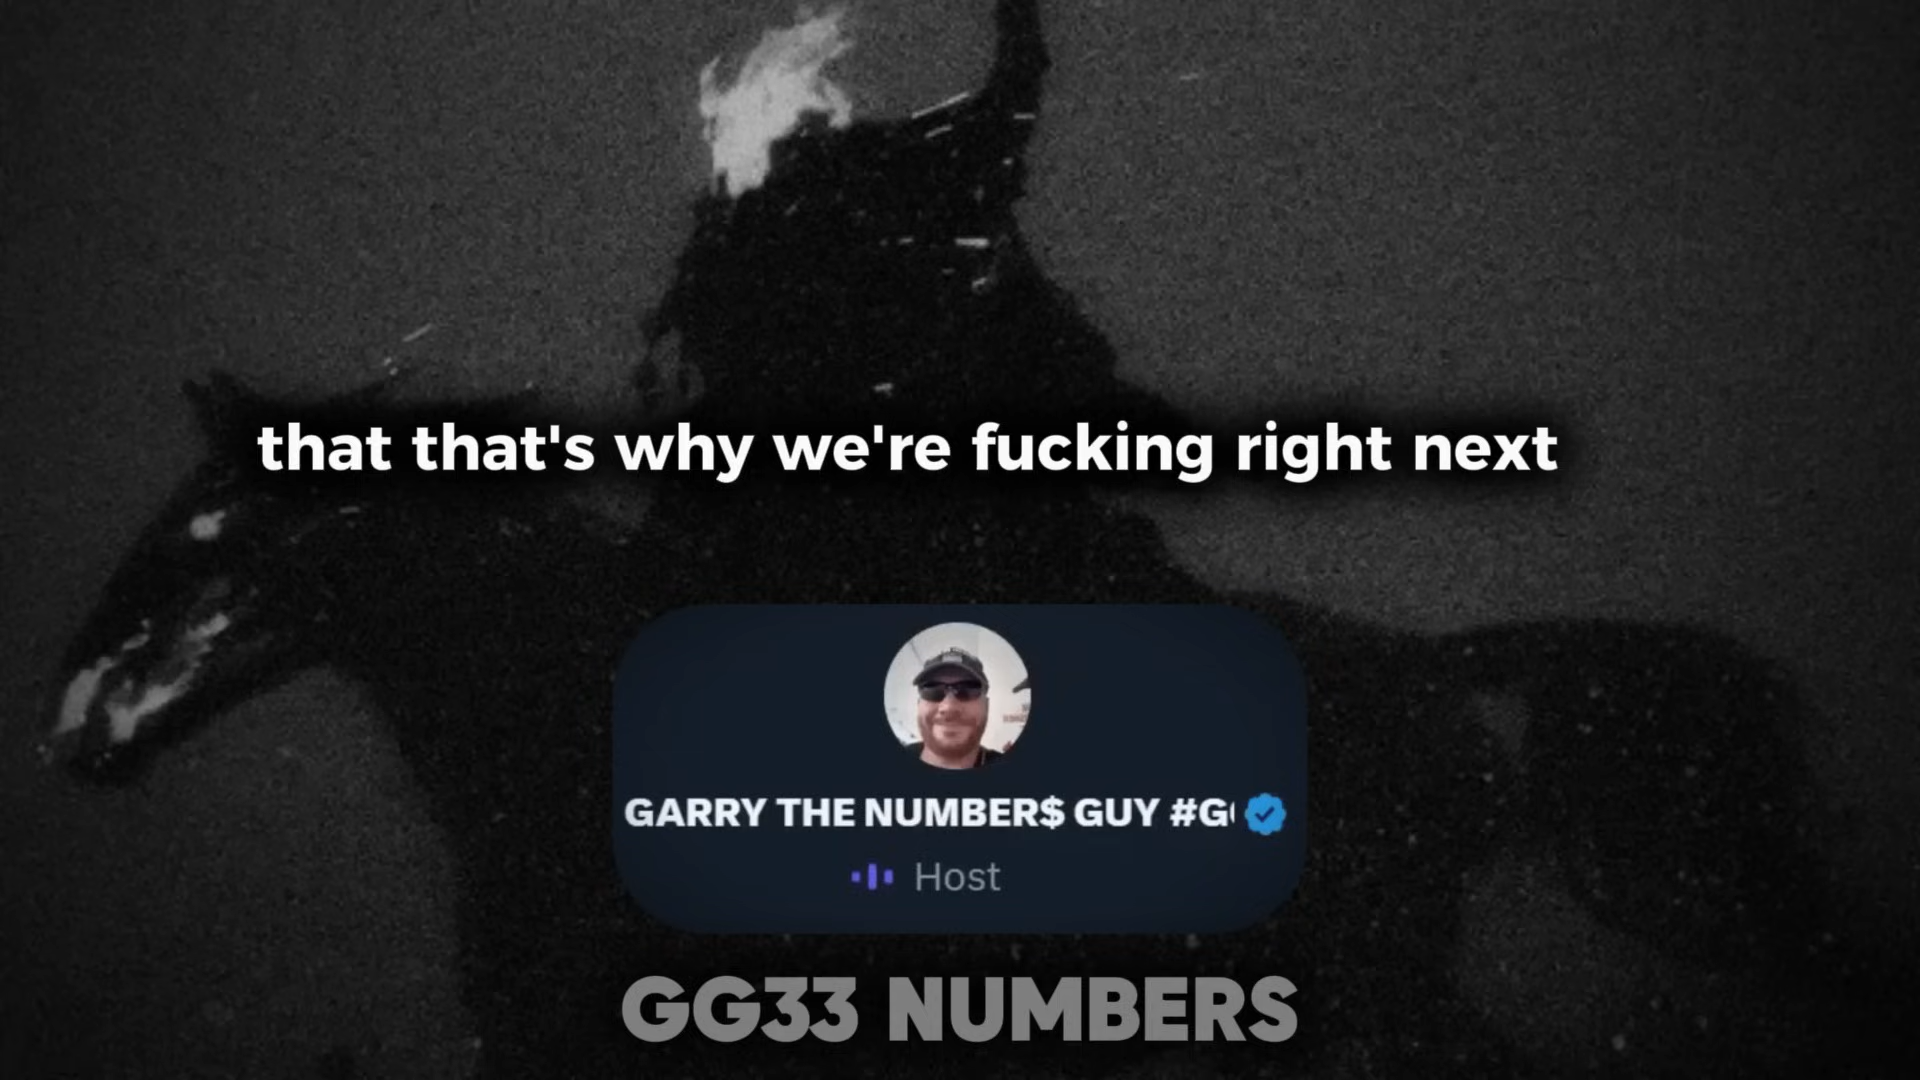 that that's why we're fucking right next
GARRY THE NUMBER$ GUY #G
Host
GG33 NUMBERS